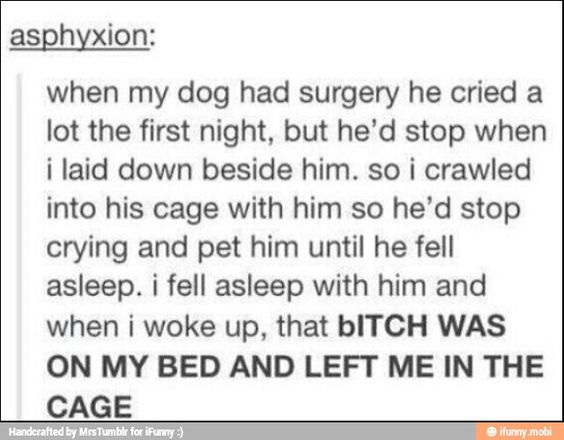 asphyxion:
when my dog had surgery he cried a
lot the first night, but he'd stop when
i laid down beside him. so i crawled
into his cage with him so he'd stop
crying and pet him until he fell
asleep. i fell asleep with him and
when i woke up, that bITCH WAS
ON MY BED AND LEFT ME IN THE
CAGE
Handcrafted by MrsTumblr for iFunny :)
ifunny.mobi